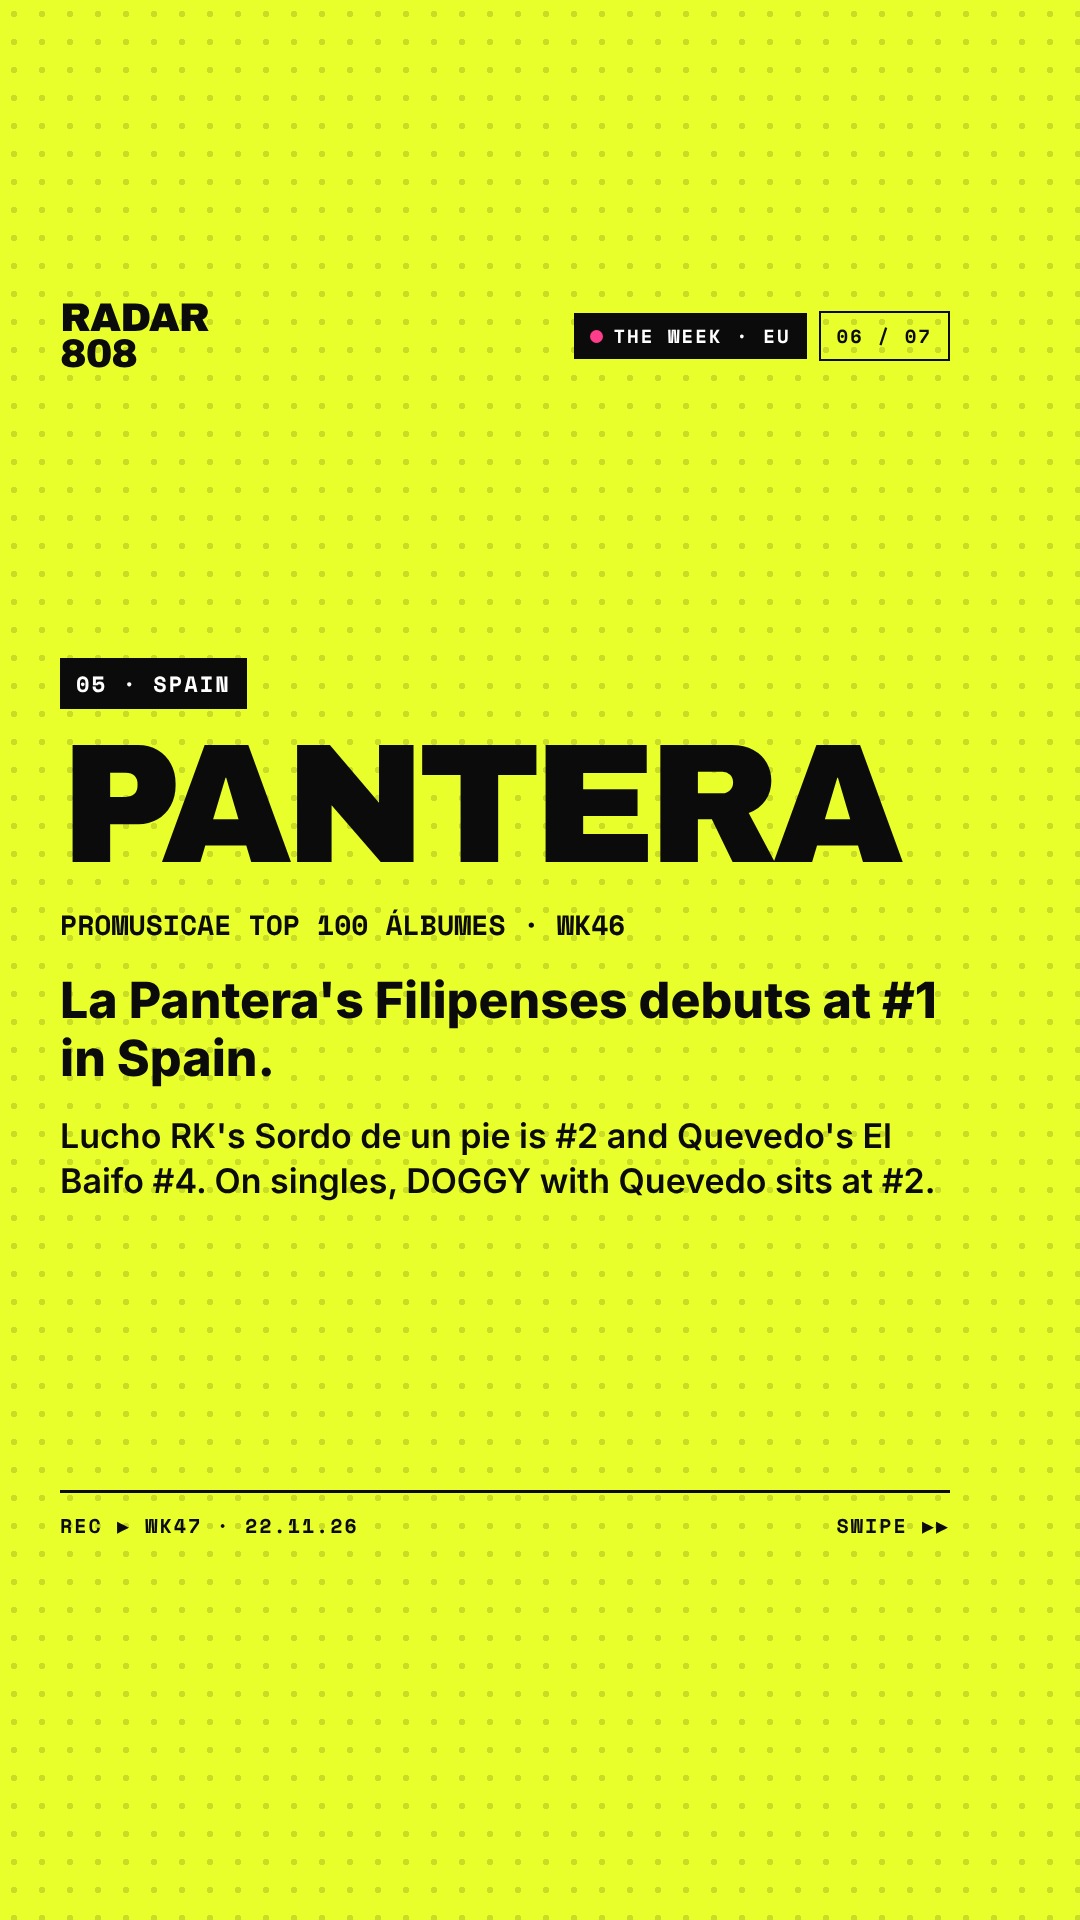 RADAR
808
THE WEEK · EU
06 / 07
05 · SPAIN
PANTERA
PROMUSICAE TOP 100 ÁLBUMES · WK46
La Pantera's Filipenses debuts at #1
in Spain.
Lucho RK's Sordo de un pie is #2 and Quevedo's El
Baifo #4. On singles, DOGGY with Quevedo sits at #2.
REC ▶ WK47 · 22.11.26
SWIPE ▶▶